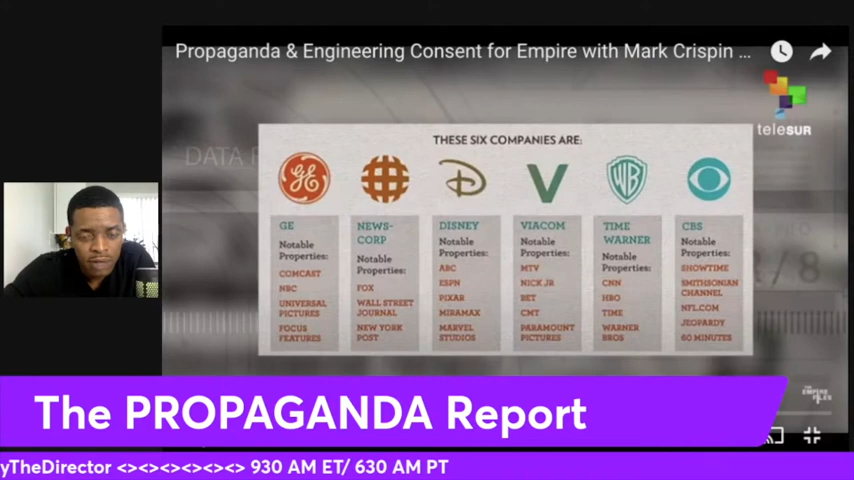 Propaganda & Engineering Consent for Empire with Mark Crispin ...
teleSUR
THESE SIX COMPANIES ARE:
GE
Notable
Properties:
COMCAST
NBC
UNIVERSAL
PICTURES
FOCUS
FEATURES
NEWS-
CORP
Notable
Properties:
FOX
WALL STREET
JOURNAL
NEW YORK
POST
DISNEY
Notable
Properties:
ABC
ESPN
PIXAR
MIRAMAX
MARVEL
STUDIOS
V
VIACOM
Notable
Properties:
MTV
NICK JR
BET
CMT
PARAMOUNT
PICTURES
WB
TIME
WARNER
Notable
Properties:
CNN
HBO
TIME
WARNER
BROS
CBS
Notable
Properties:
SHOWTIME
SMITHSONIAN
CHANNEL
NFL.COM
JEOPARDY
60 MINUTES
THE
EMPIRE
FILES
The PROPAGANDA Report
yTheDirector <><><><><><> 930 AM ET/ 630 AM PT